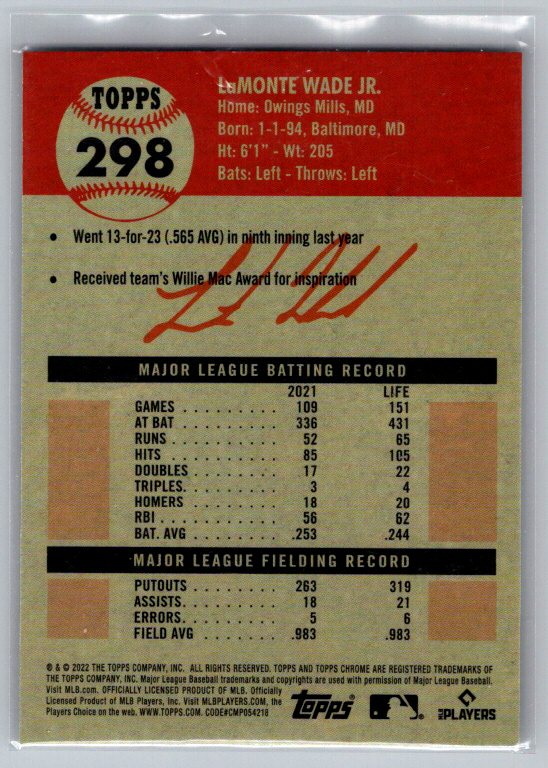 TOPPS
298
LaMONTE WADE JR.
Home: Owings Mills, MD
Born: 1-1-94, Baltimore, MD
Ht: 6'1" - Wt: 205
Bats: Left - Throws: Left
• Went 13-for-23 (.565 AVG) in ninth inning last year
• Received team's Willie Mac Award for inspiration
MAJOR LEAGUE BATTING RECORD
2021 LIFE
GAMES . . . . . . . . . 109 151
AT BAT . . . . . . . . . 336 431
RUNS . . . . . . . . . . 52 65
HITS . . . . . . . . . . 85 105
DOUBLES . . . . . . . . 17 22
TRIPLES. . . . . . . . . 3 4
HOMERS . . . . . . . . 18 20
RBI . . . . . . . . . . . 56 62
BAT. AVG . . . . . . . . .253 .244
MAJOR LEAGUE FIELDING RECORD
PUTOUTS . . . . . . . . 263 319
ASSISTS. . . . . . . . . 18 21
ERRORS. . . . . . . . . 5 6
FIELD AVG . . . . . . . .983 .983
® & © 2022 THE TOPPS COMPANY, INC. ALL RIGHTS RESERVED. TOPPS AND TOPPS CHROME ARE REGISTERED TRADEMARKS OF
THE TOPPS COMPANY, INC. Major League Baseball trademarks and copyrights are used with permission of Major League Baseball.
Visit MLB.com. OFFICIALLY LICENSED PRODUCT OF MLB. Officially
Licensed Product of MLB Players, Inc. Visit MLBPLAYERS.COM, the
Players Choice on the web. WWW.TOPPS.COM. CODE#CMP054218
TOPPS
MLB PLAYERS